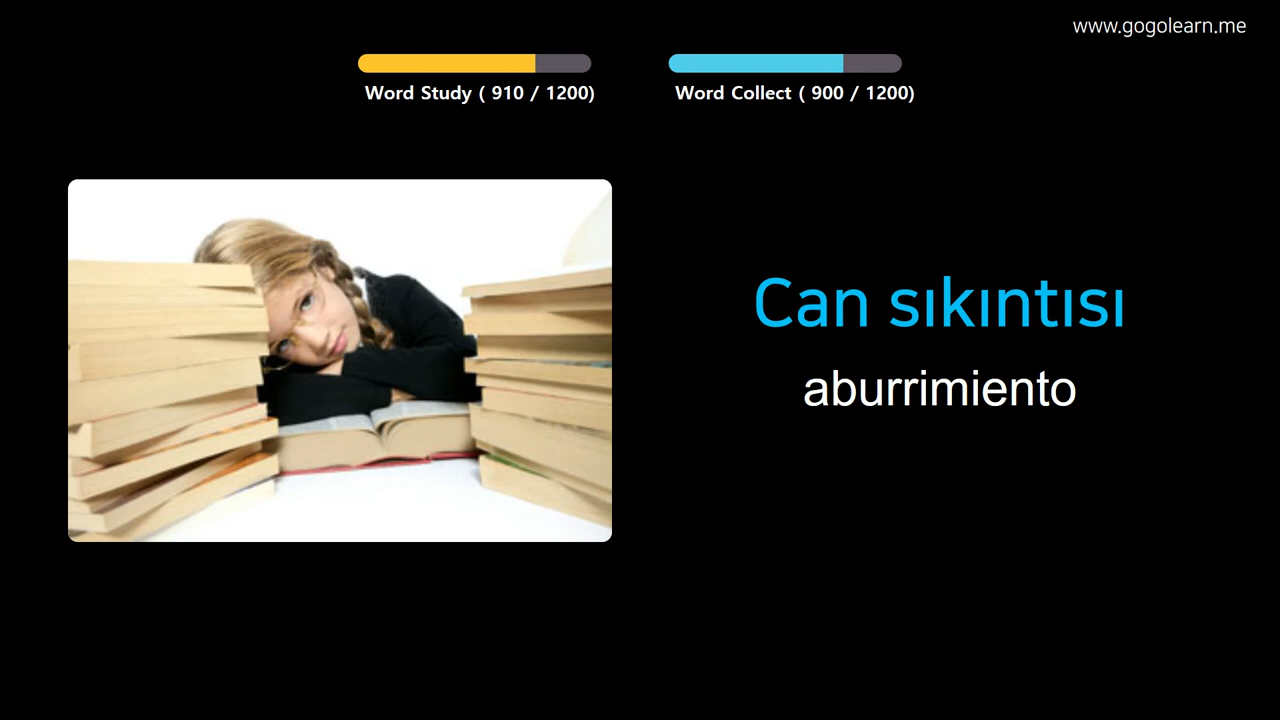 www.gogolearn.me
Word Study ( 910 / 1200)
Word Collect ( 900 / 1200)
Can sıkıntısı
aburrimiento